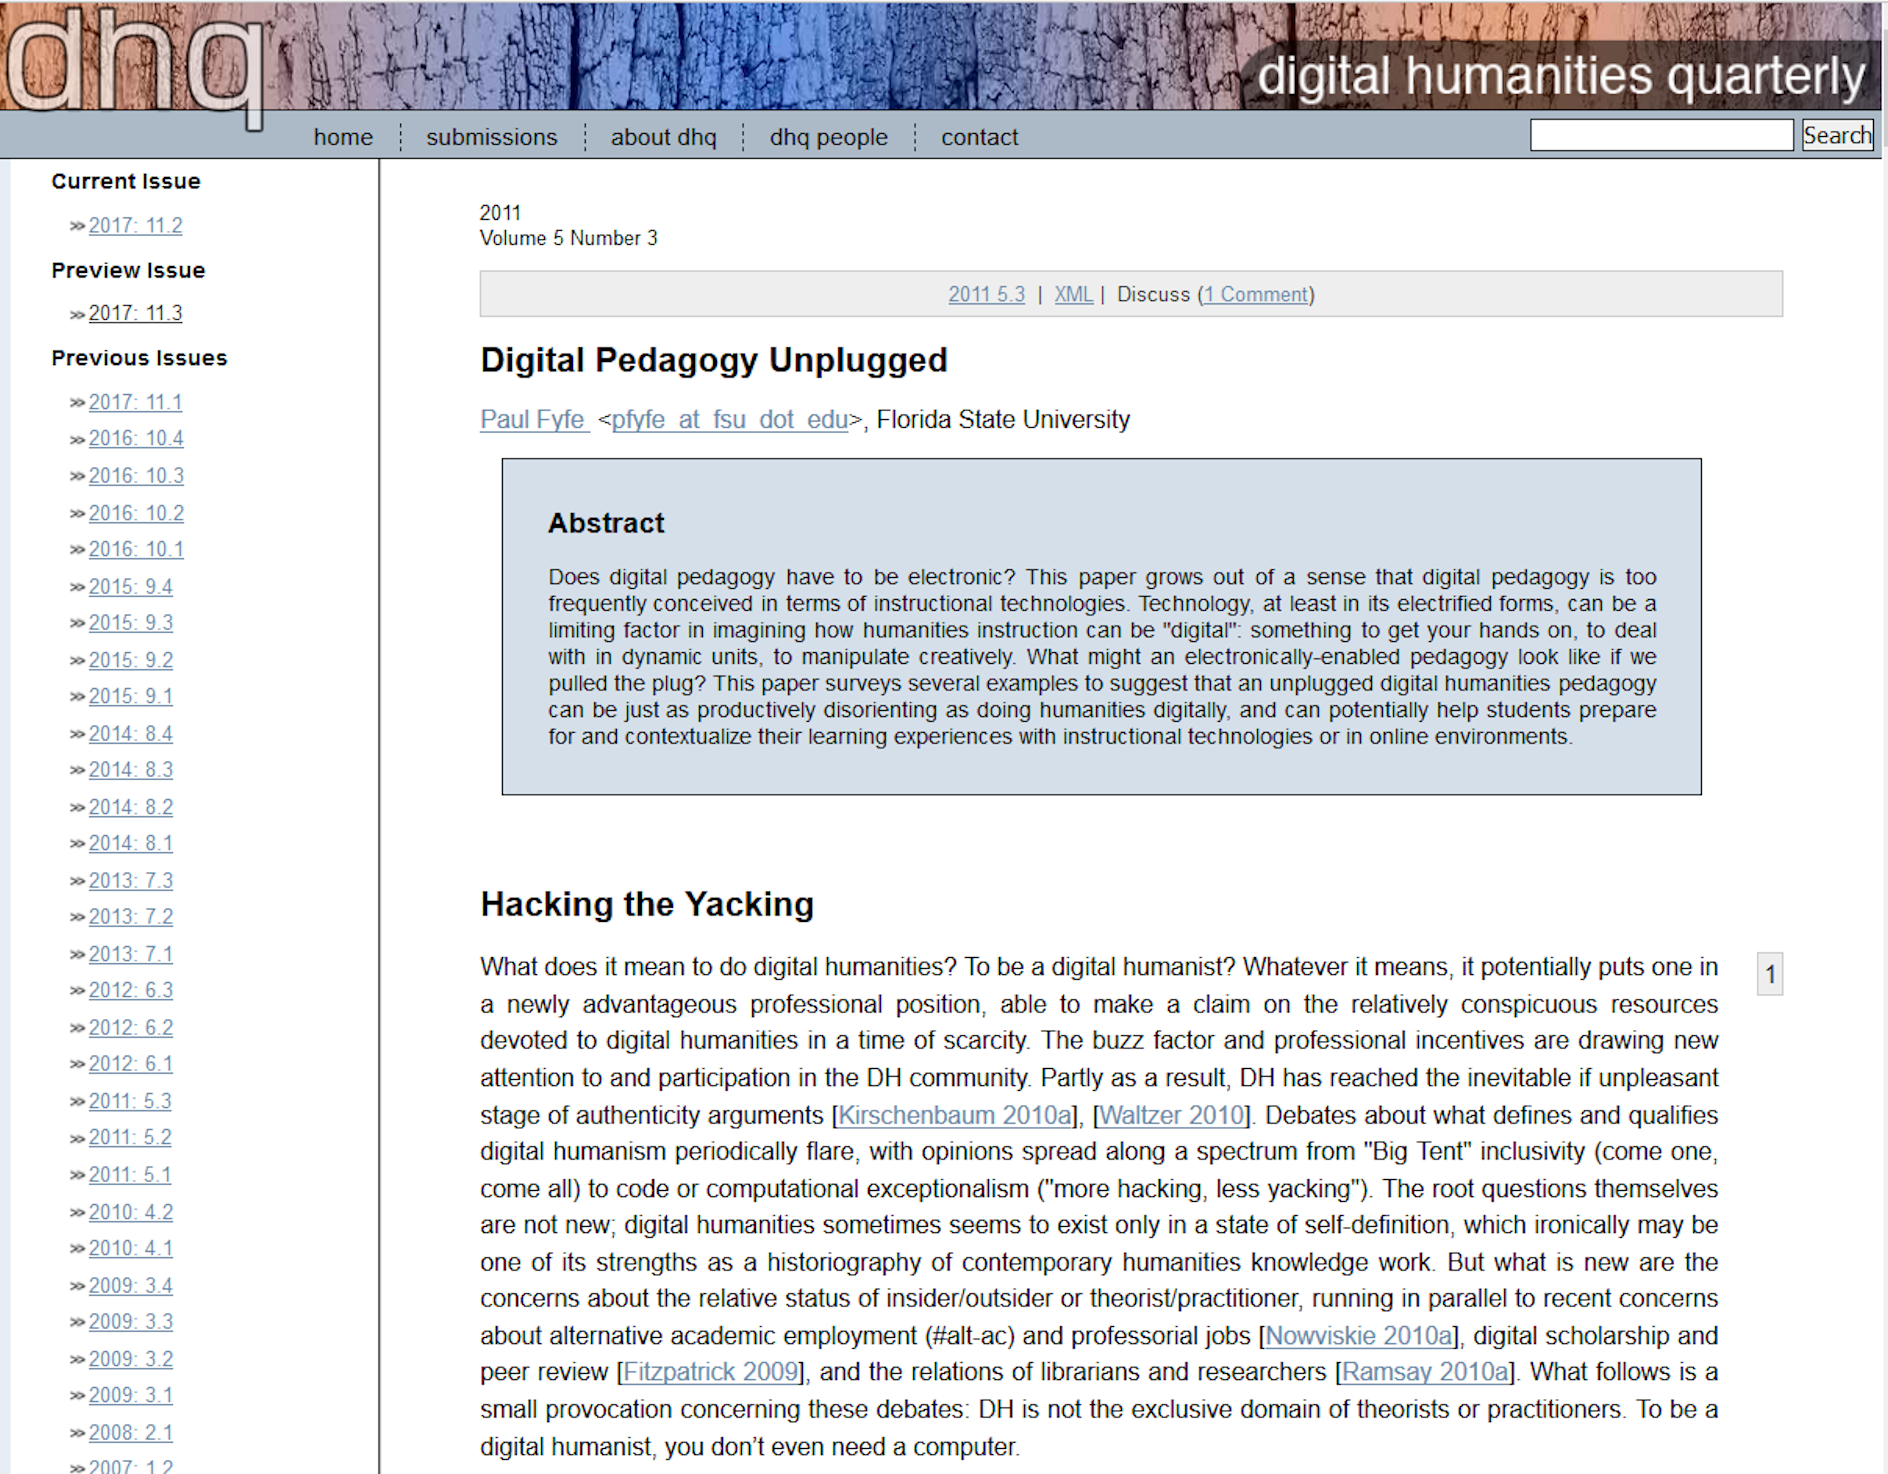 dhq
digital humanities quarterly
home
submissions
about dhq
dhq people
contact
Search
Current Issue
>> 2017: 11.2
Preview Issue
>> 2017: 11.3
Previous Issues
>> 2017: 11.1
>> 2016: 10.4
>> 2016: 10.3
>> 2016: 10.2
>> 2016: 10.1
>> 2015: 9.4
>> 2015: 9.3
>> 2015: 9.2
>> 2015: 9.1
>> 2014: 8.4
>> 2014: 8.3
>> 2014: 8.2
>> 2014: 8.1
>> 2013: 7.3
>> 2013: 7.2
>> 2013: 7.1
>> 2012: 6.3
>> 2012: 6.2
>> 2012: 6.1
>> 2011: 5.3
>> 2011: 5.2
>> 2011: 5.1
>> 2010: 4.2
>> 2010: 4.1
>> 2009: 3.4
>> 2009: 3.3
>> 2009: 3.2
>> 2009: 3.1
>> 2008: 2.1
>> 2007: 1.2
2011
Volume 5 Number 3
2011 5.3 | XML | Discuss (1 Comment)
Digital Pedagogy Unplugged
Paul Fyfe <pfyfe_at_fsu_dot_edu>, Florida State University
Abstract
Does digital pedagogy have to be electronic? This paper grows out of a sense that digital pedagogy is too
frequently conceived in terms of instructional technologies. Technology, at least in its electrified forms, can be a
limiting factor in imagining how humanities instruction can be "digital": something to get your hands on, to deal
with in dynamic units, to manipulate creatively. What might an electronically-enabled pedagogy look like if we
pulled the plug? This paper surveys several examples to suggest that an unplugged digital humanities pedagogy
can be just as productively disorienting as doing humanities digitally, and can potentially help students prepare
for and contextualize their learning experiences with instructional technologies or in online environments.
Hacking the Yacking
What does it mean to do digital humanities? To be a digital humanist? Whatever it means, it potentially puts one in
a newly advantageous professional position, able to make a claim on the relatively conspicuous resources
devoted to digital humanities in a time of scarcity. The buzz factor and professional incentives are drawing new
attention to and participation in the DH community. Partly as a result, DH has reached the inevitable if unpleasant
stage of authenticity arguments [Kirschenbaum 2010a], [Waltzer 2010]. Debates about what defines and qualifies
digital humanism periodically flare, with opinions spread along a spectrum from "Big Tent" inclusivity (come one,
come all) to code or computational exceptionalism ("more hacking, less yacking"). The root questions themselves
are not new; digital humanities sometimes seems to exist only in a state of self-definition, which ironically may be
one of its strengths as a historiography of contemporary humanities knowledge work. But what is new are the
concerns about the relative status of insider/outsider or theorist/practitioner, running in parallel to recent concerns
about alternative academic employment (#alt-ac) and professorial jobs [Nowviskie 2010a], digital scholarship and
peer review [Fitzpatrick 2009], and the relations of librarians and researchers [Ramsay 2010a]. What follows is a
small provocation concerning these debates: DH is not the exclusive domain of theorists or practitioners. To be a
digital humanist, you don’t even need a computer.
1